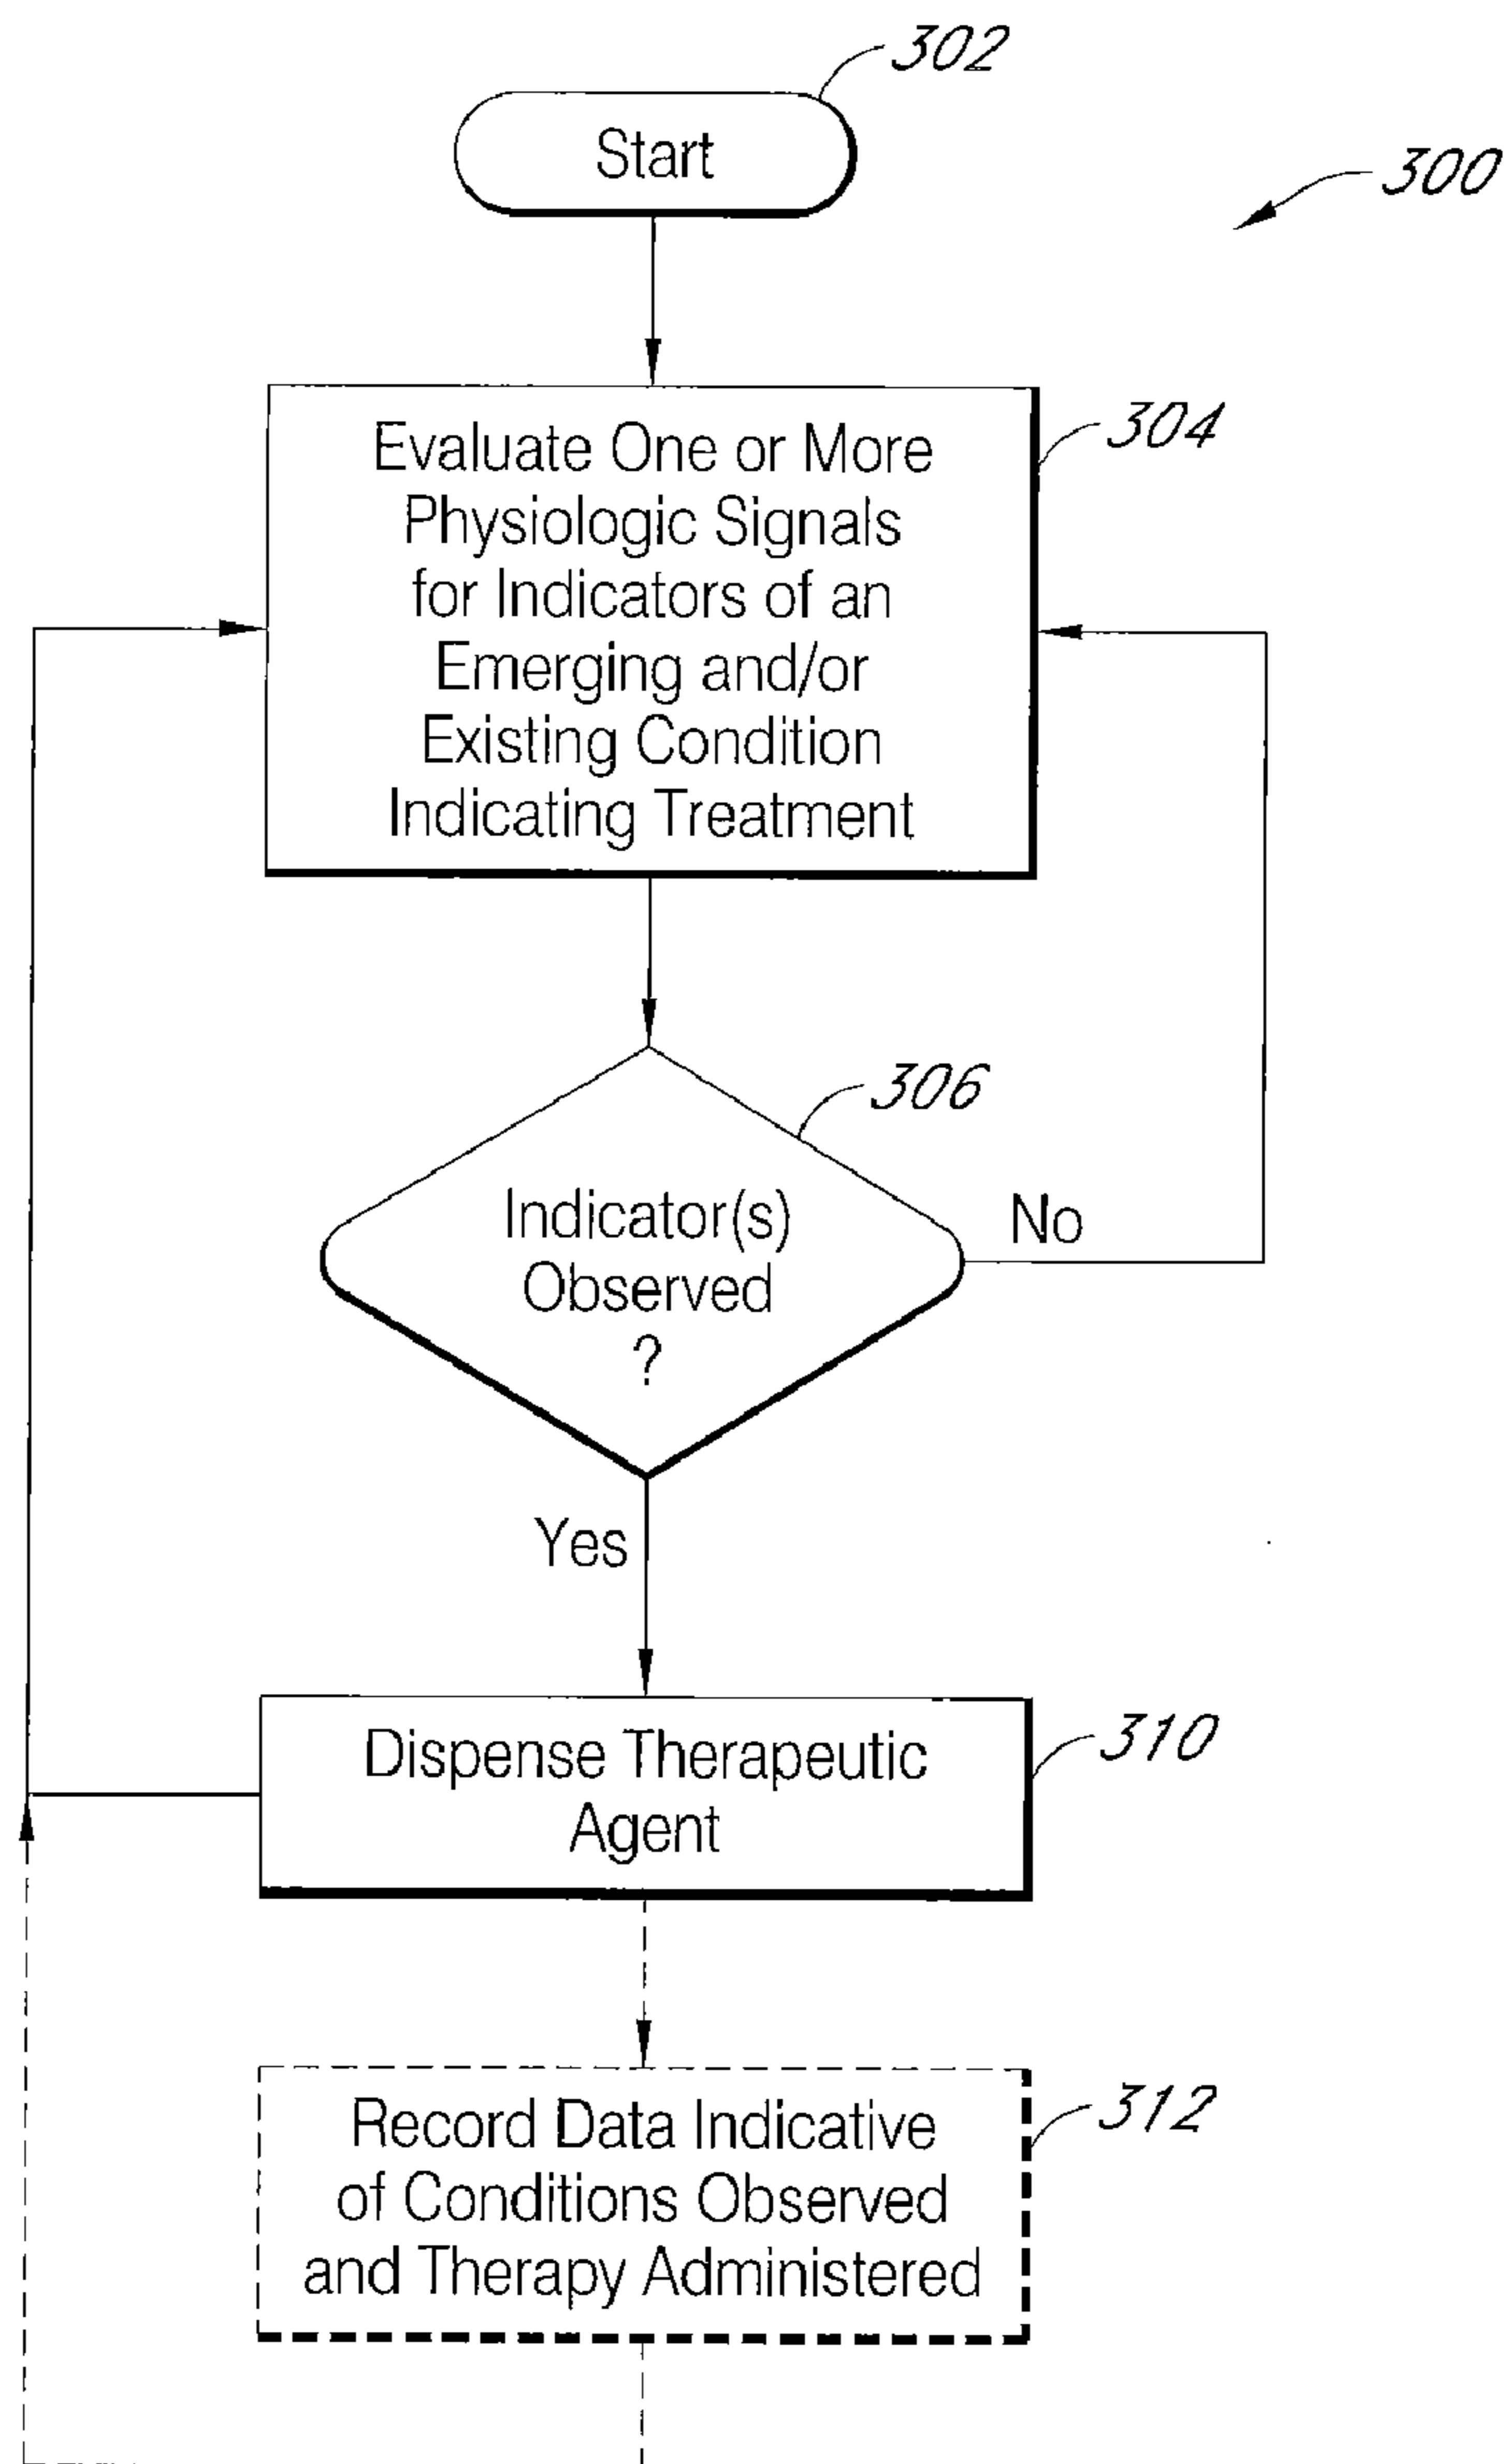 302
Start
300
Evaluate One or More
Physiologic Signals
for Indicators of an
Emerging and/or
Existing Condition
Indicating Treatment
304
306
Indicator(s)
Observed
?
No
Yes
Dispense Therapeutic
Agent
310
Record Data Indicative
of Conditions Observed
and Therapy Administered
312